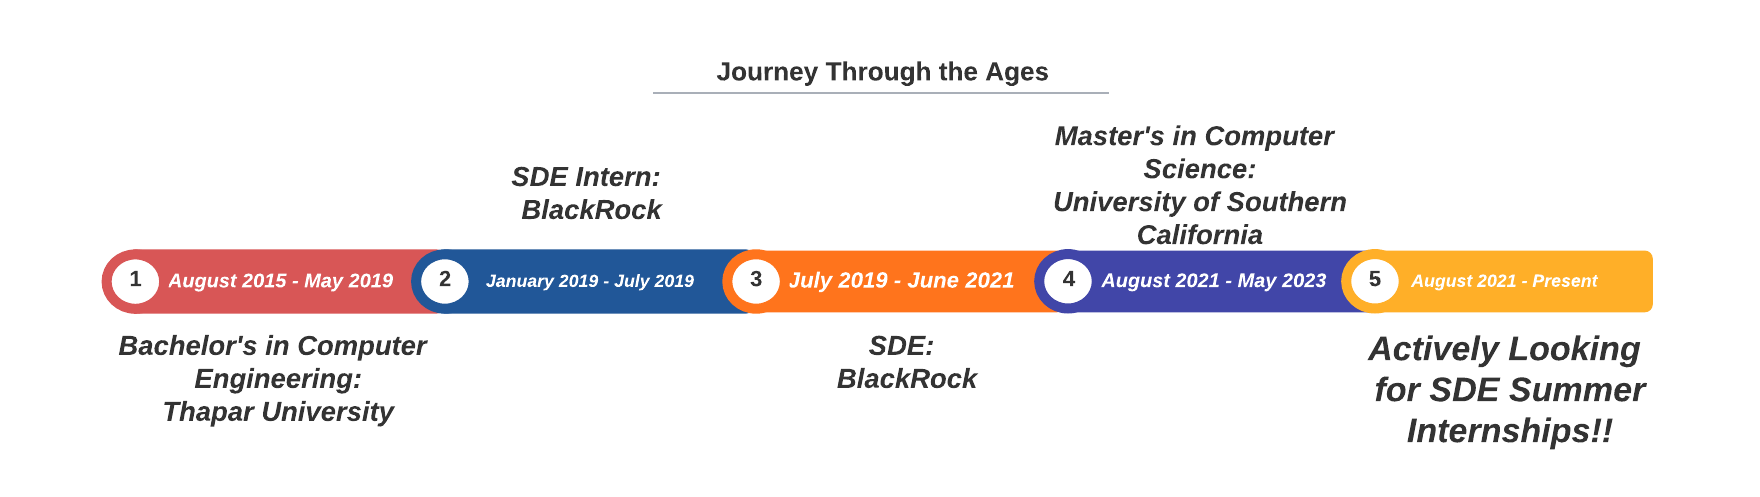 Journey Through the Ages
Master's in Computer
Science:
University of Southern
California
SDE Intern:
BlackRock
1 August 2015 - May 2019
2 January 2019 - July 2019
3 July 2019 - June 2021
4 August 2021 - May 2023
5 August 2021 - Present
Bachelor's in Computer
Engineering:
Thapar University
SDE:
BlackRock
Actively Looking
for SDE Summer
Internships!!